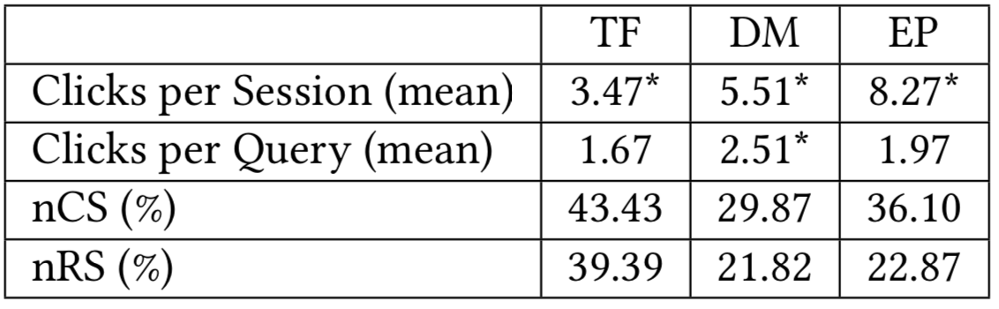 TF DM EP
Clicks per Session (mean) 3.47* 5.51* 8.27*
Clicks per Query (mean) 1.67 2.51* 1.97
nCS (%) 43.43 29.87 36.10
nRS (%) 39.39 21.82 22.87